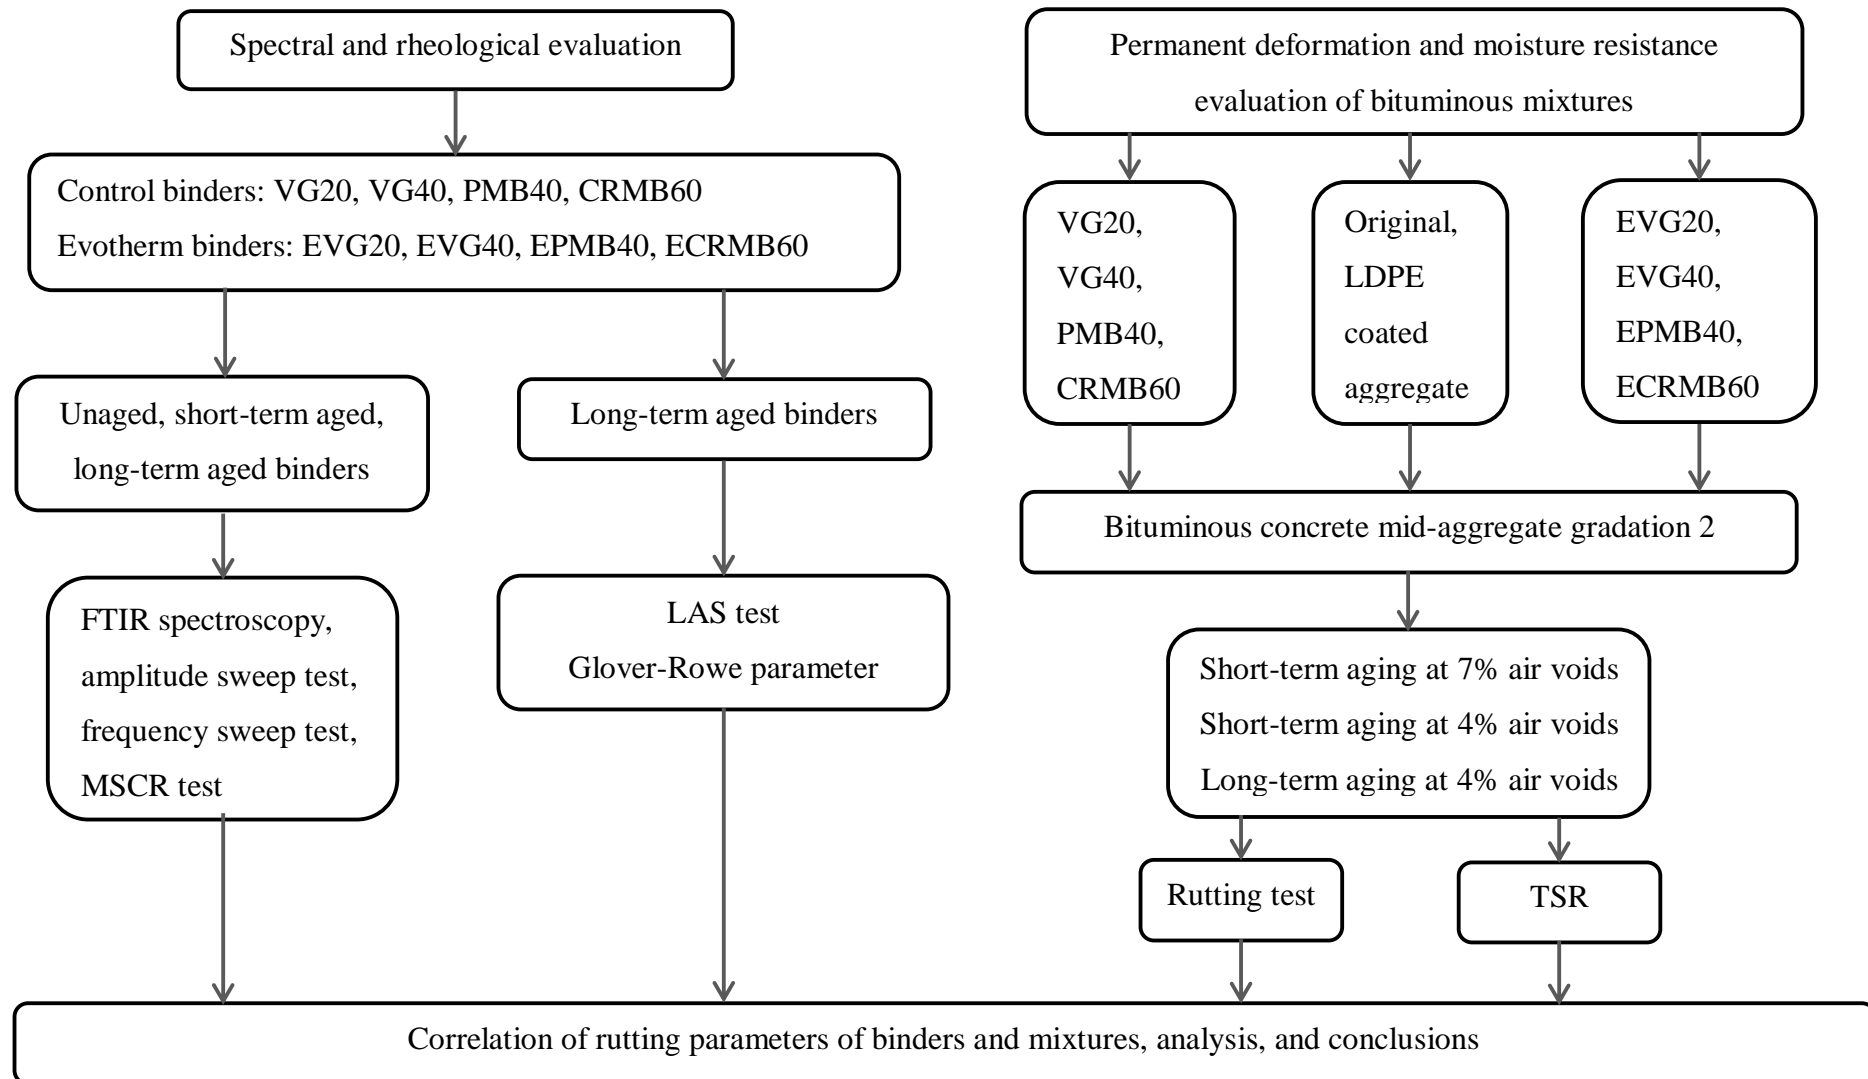 Spectral and rheological evaluation
Control binders: VG20, VG40, PMB40, CRMB60
Evotherm binders: EVG20, EVG40, EPMB40, ECRMB60
Unaged, short-term aged,
long-term aged binders
Long-term aged binders
FTIR spectroscopy,
amplitude sweep test,
frequency sweep test,
MSCR test
LAS test
Glover-Rowe parameter
Permanent deformation and moisture resistance
evaluation of bituminous mixtures
VG20,
VG40,
PMB40,
CRMB60
Original,
LDPE
coated
aggregate
EVG20,
EVG40,
EPMB40,
ECRMB60
Bituminous concrete mid-aggregate gradation 2
Short-term aging at 7% air voids
Short-term aging at 4% air voids
Long-term aging at 4% air voids
Rutting test
TSR
Correlation of rutting parameters of binders and mixtures, analysis, and conclusions